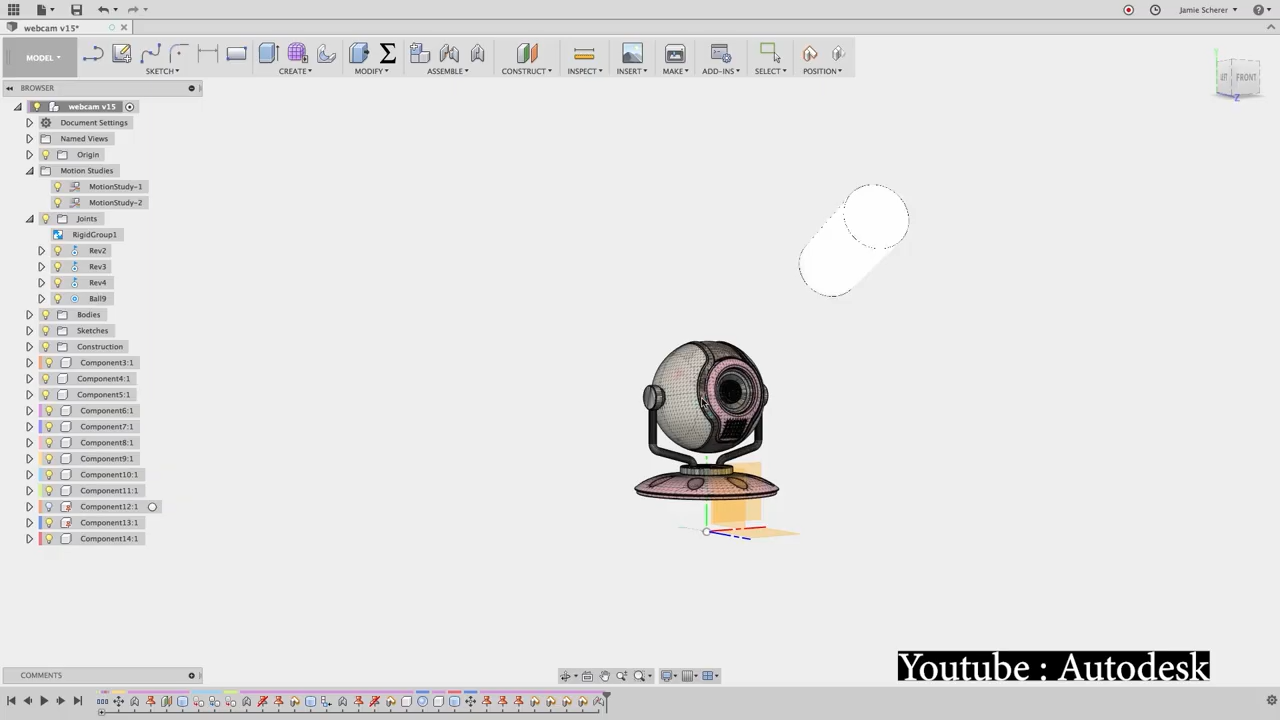 Jamie Scherer
webcam v15*
MODEL
SKETCH
CREATE
MODIFY
ASSEMBLE
CONSTRUCT
INSPECT
INSERT
MAKE
ADD-INS
SELECT
POSITION
LEFT FRONT
Z
BROWSER
webcam v15
Document Settings
Named Views
Origin
Motion Studies
MotionStudy-1
MotionStudy-2
Joints
RigidGroup1
Rev2
Rev3
Rev4
Ball9
Bodies
Sketches
Construction
Component3:1
Component4:1
Component5:1
Component6:1
Component7:1
Component8:1
Component9:1
Component10:1
Component11:1
Component12:1
Component13:1
Component14:1
Youtube : Autodesk
COMMENTS